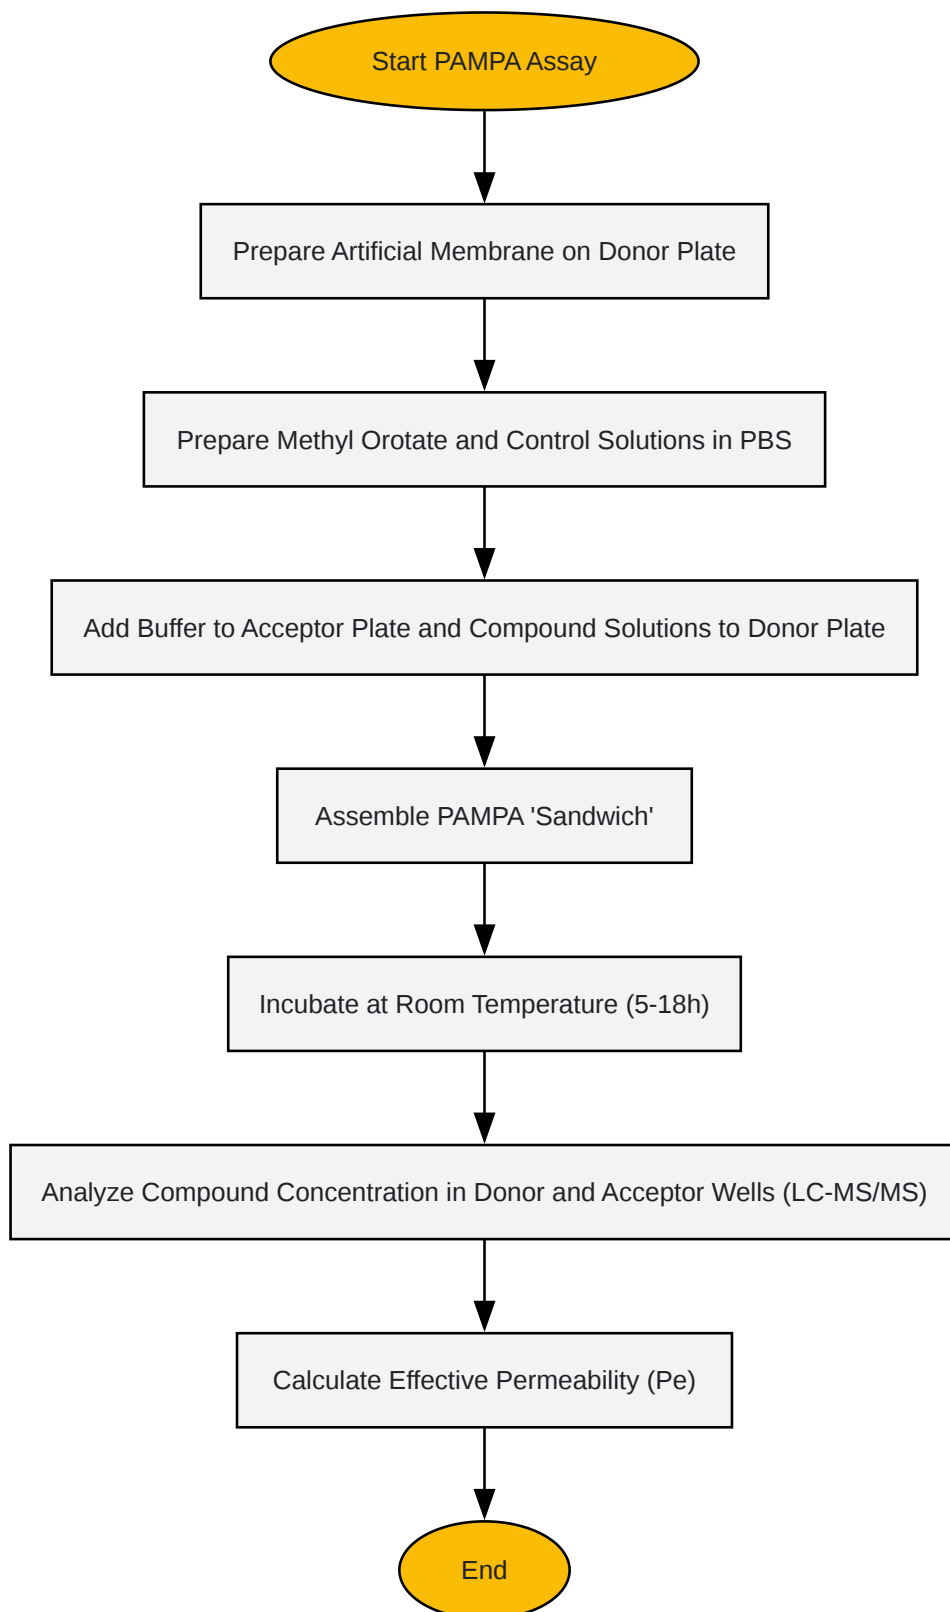 Start PAMPA Assay
Prepare Artificial Membrane on Donor Plate
Prepare Methyl Orotate and Control Solutions in PBS
Add Buffer to Acceptor Plate and Compound Solutions to Donor Plate
Assemble PAMPA 'Sandwich'
Incubate at Room Temperature (5-18h)
Analyze Compound Concentration in Donor and Acceptor Wells (LC-MS/MS)
Calculate Effective Permeability (Pe)
End